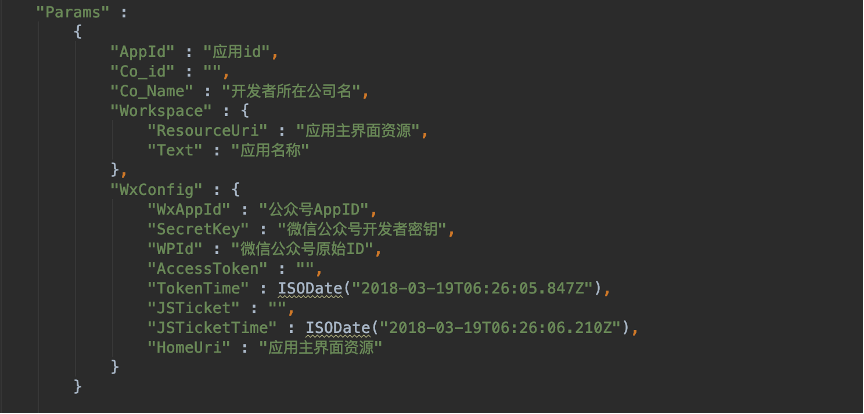 "Params" :
{
"AppId" : "应用id",
"Co_id" : "",
"Co_Name" : "开发者所在公司名",
"Workspace" : {
"ResourceUri" : "应用主界面资源",
"Text" : "应用名称"
},
"WxConfig" : {
"WxAppId" : "公众号AppID",
"SecretKey" : "微信公众号开发者密钥",
"WPId" : "微信公众号原始ID",
"AccessToken" : "",
"TokenTime" : ISODate("2018-03-19T06:26:05.847Z"),
"JSTicket" : "",
"JSTicketTime" : ISODate("2018-03-19T06:26:06.210Z"),
"HomeUri" : "应用主界面资源"
}
}